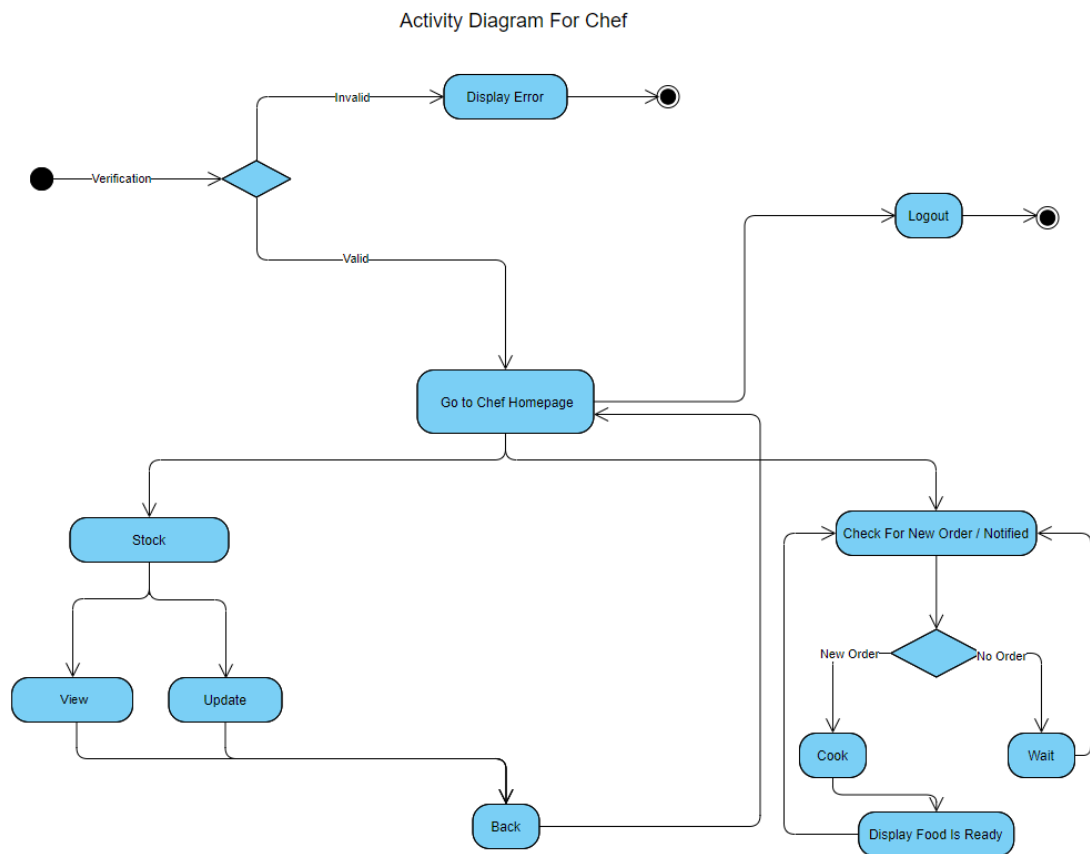 Activity Diagram For Chef
Invalid
Display Error
Verification
Logout
Valid
Go to Chef Homepage
Stock
Check For New Order / Notified
New Order
No Order
View
Update
Cook
Wait
Back
Display Food Is Ready